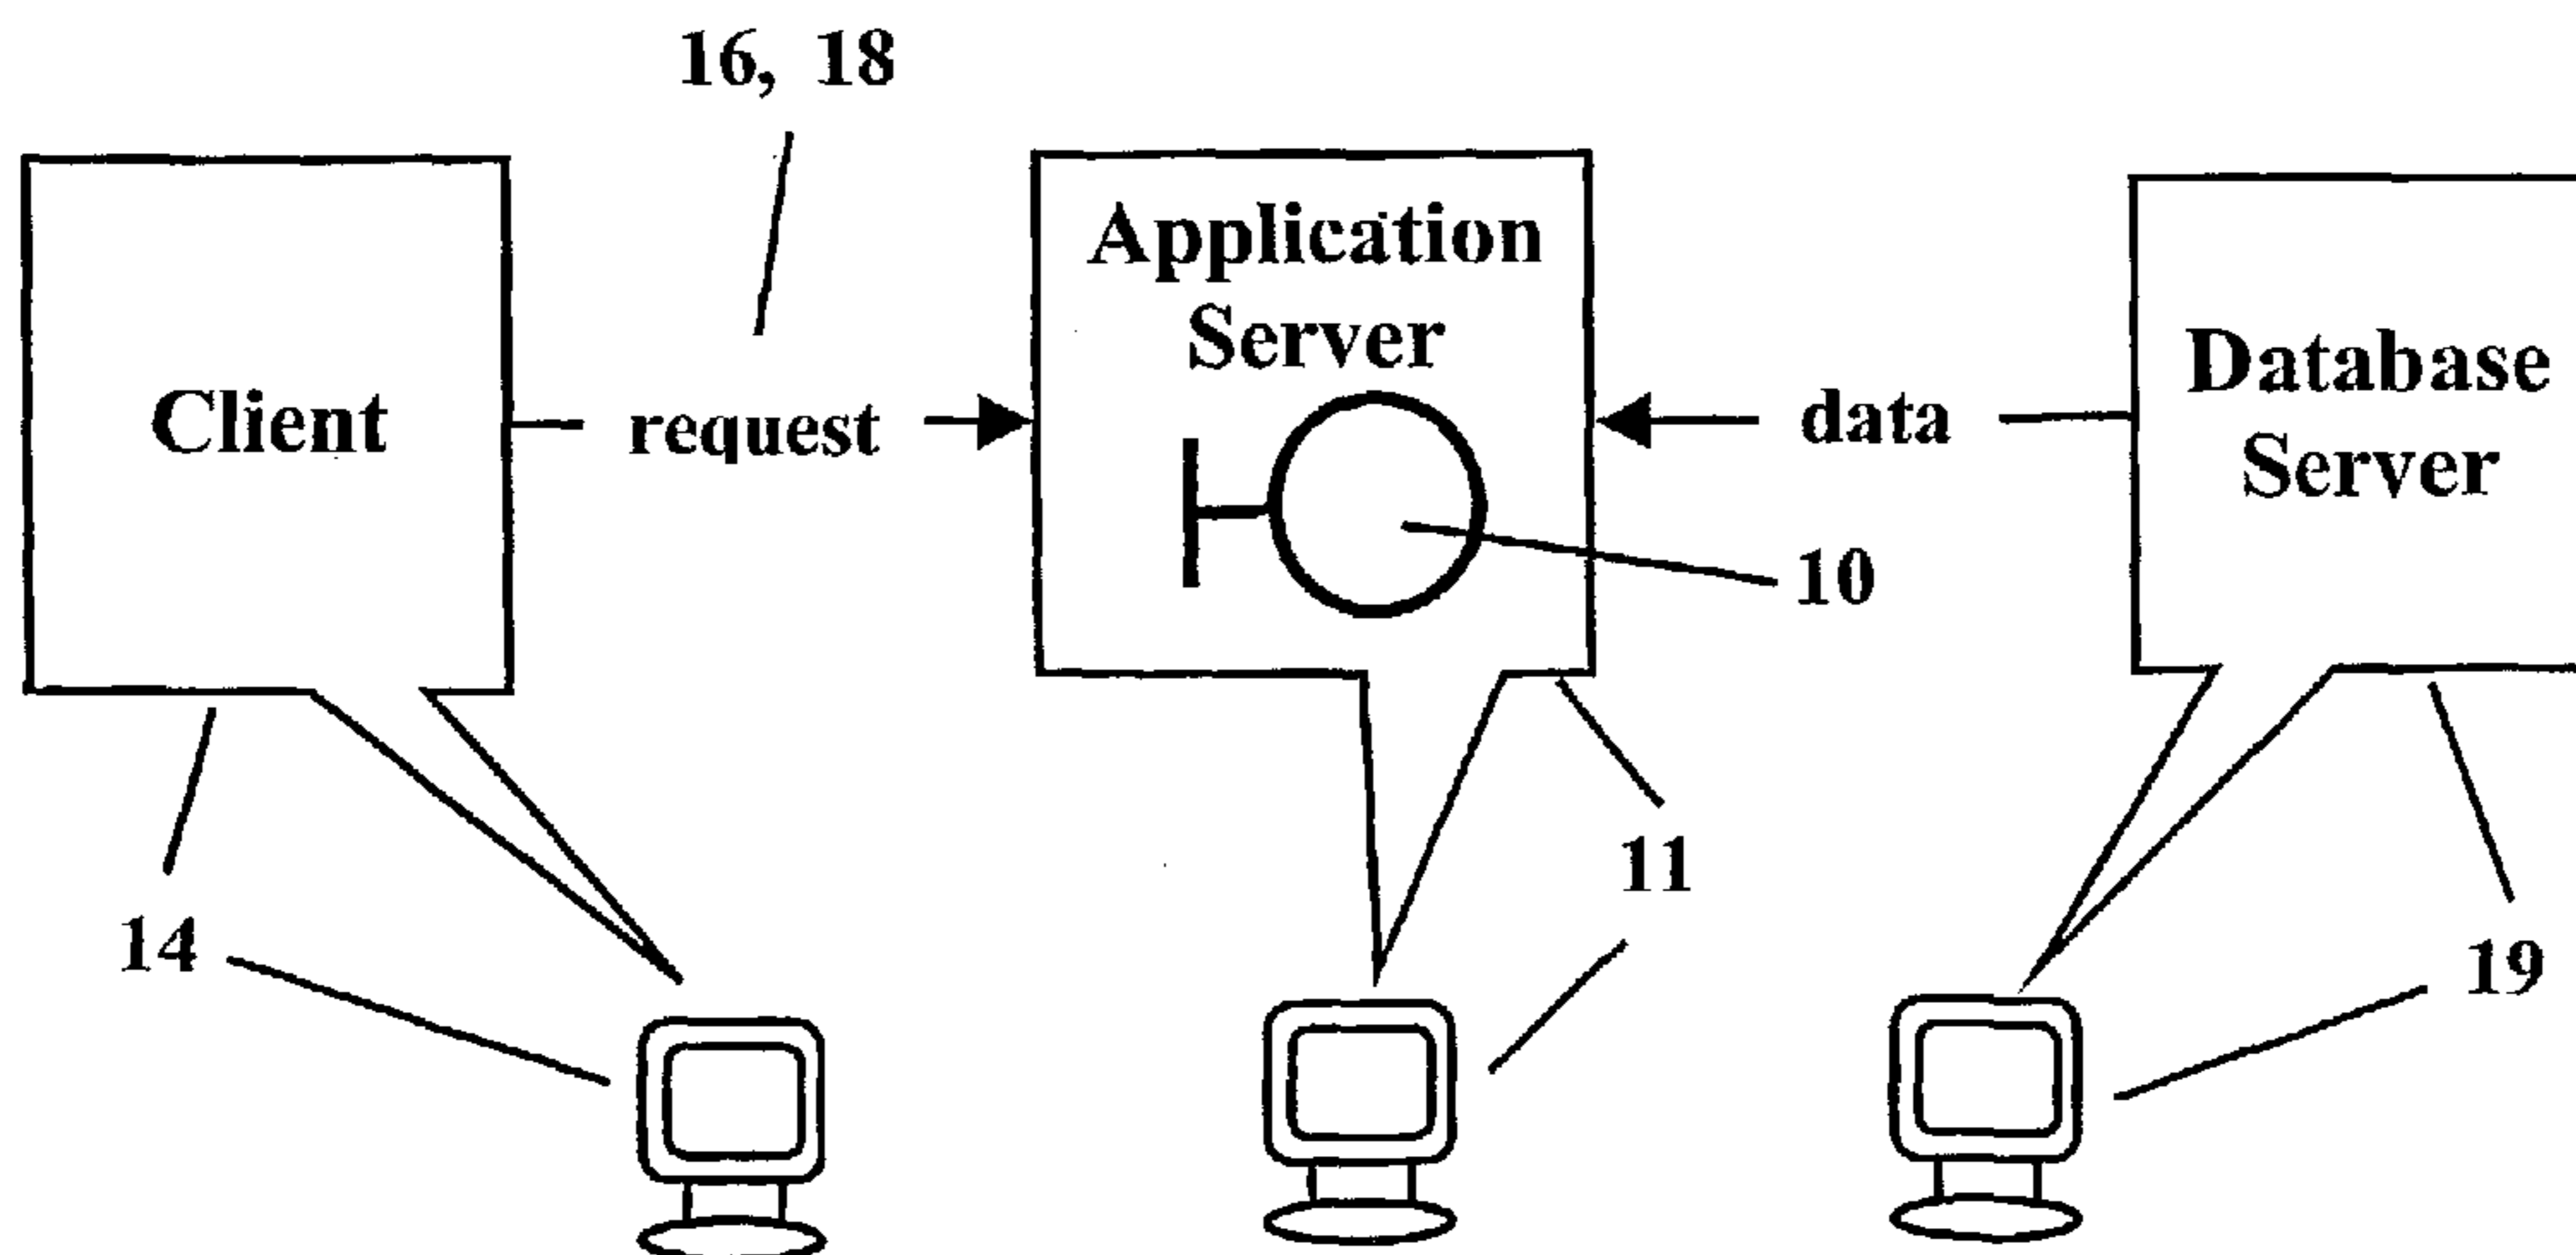 16, 18
Client
request
Application
Server
data
Database
Server
10
11
14
19